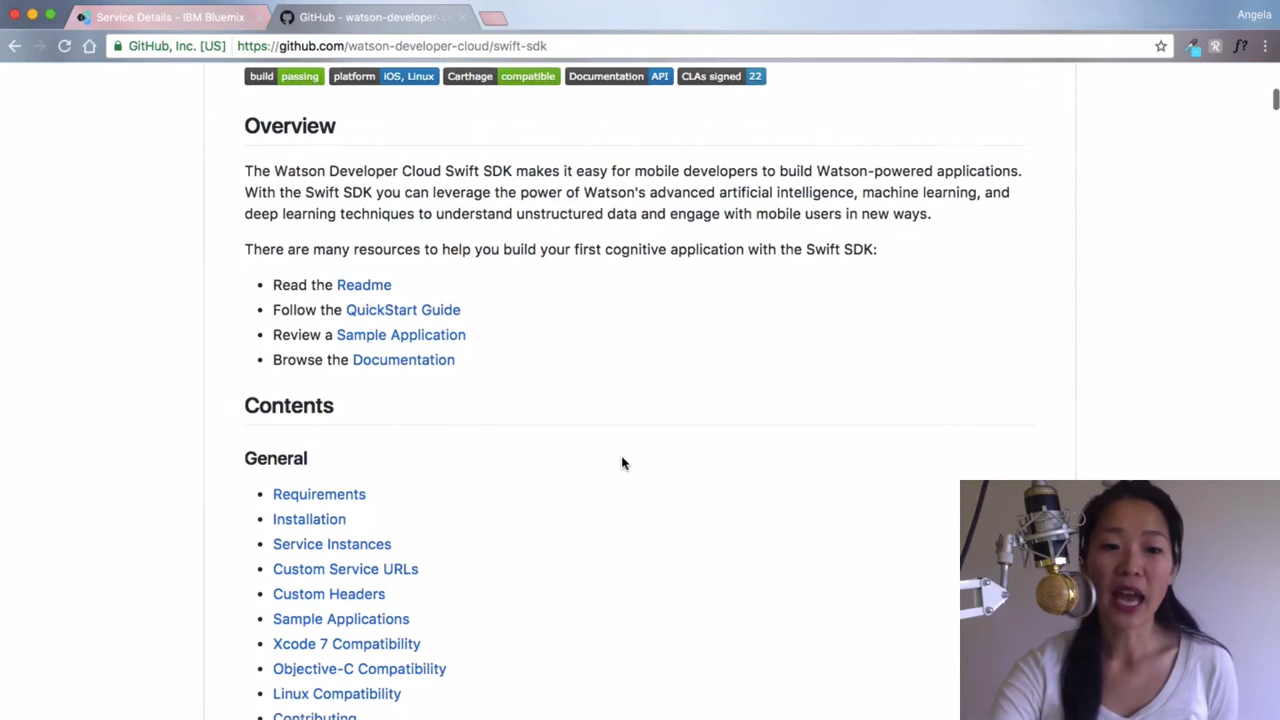 Service Details - IBM Bluemix
GitHub - watson-developer-c
Angela
GitHub, Inc. [US]
https://github.com/watson-developer-cloud/swift-sdk
build passing platform iOS, Linux Carthage compatible Documentation API CLAs signed 22
Overview
The Watson Developer Cloud Swift SDK makes it easy for mobile developers to build Watson-powered applications.
With the Swift SDK you can leverage the power of Watson's advanced artificial intelligence, machine learning, and
deep learning techniques to understand unstructured data and engage with mobile users in new ways.
There are many resources to help you build your first cognitive application with the Swift SDK:
• Read the Readme
• Follow the QuickStart Guide
• Review a Sample Application
• Browse the Documentation
Contents
General
• Requirements
• Installation
• Service Instances
• Custom Service URLs
• Custom Headers
• Sample Applications
• Xcode 7 Compatibility
• Objective-C Compatibility
• Linux Compatibility
• Contributing